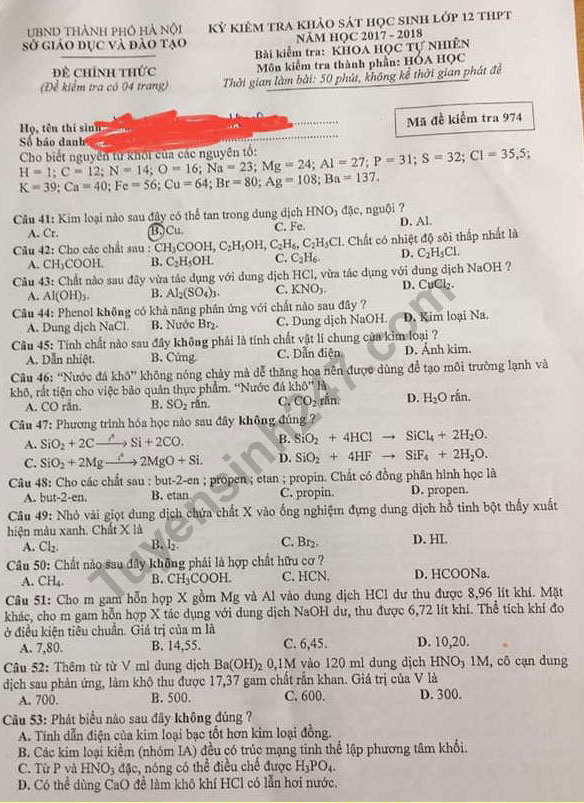 UBND THÀNH PHỐ HÀ NỘI
SỞ GIÁO DỤC VÀ ĐÀO TẠO
ĐỀ CHÍNH THỨC
(Đề kiểm tra có 04 trang)
KỲ KIỂM TRA KHẢO SÁT HỌC SINH LỚP 12 THPT
NĂM HỌC 2017 - 2018
Bài kiểm tra: KHOA HỌC TỰ NHIÊN
Môn kiểm tra thành phần: HÓA HỌC
Thời gian làm bài: 50 phút, không kể thời gian phát đề
Họ, tên thí sinh
Số báo danh
Mã đề kiểm tra 974
Cho biết nguyên tử khối của các nguyên tố:
H = 1; C = 12; N = 14; O = 16; Na = 23; Mg = 24; Al = 27; P = 31; S = 32; Cl = 35,5;
K = 39; Ca = 40; Fe = 56; Cu = 64; Br = 80; Ag = 108; Ba = 137.
Câu 41: Kim loại nào sau đây có thể tan trong dung dịch HNO₃ đặc, nguội ?
A. Cr. B. Cu. C. Fe. D. Al.
Câu 42: Cho các chất sau : CH₃COOH, C₂H₅OH, C₂H₆, C₂H₅Cl. Chất có nhiệt độ sôi thấp nhất là
A. CH₃COOH. B. C₂H₅OH. C. C₂H₆. D. C₂H₅Cl.
Câu 43: Chất nào sau đây vừa tác dụng với dung dịch HCl, vừa tác dụng với dung dịch NaOH ?
A. Al(OH)₃. B. Al₂(SO₄)₃. C. KNO₃. D. CuCl₂.
Câu 44: Phenol không có khả năng phản ứng với chất nào sau đây ?
A. Dung dịch NaCl. B. Nước Br₂. C. Dung dịch NaOH. D. Kim loại Na.
Câu 45: Tính chất nào sau đây không phải là tính chất vật lí chung của kim loại ?
A. Dẫn nhiệt. B. Cứng. C. Dẫn điện. D. Ánh kim.
Câu 46: “Nước đá khô” không nóng chảy mà dễ thăng hoa nên được dùng để tạo môi trường lạnh và
khô, rất tiện cho việc bảo quản thực phẩm. “Nước đá khô” là
A. CO rắn. B. SO₂ rắn. C. CO₂ rắn. D. H₂O rắn.
Câu 47: Phương trình hóa học nào sau đây không đúng ?
A. SiO₂ + 2C →(t°) Si + 2CO. B. SiO₂ + 4HCl → SiCl₄ + 2H₂O.
C. SiO₂ + 2Mg →(t°) 2MgO + Si. D. SiO₂ + 4HF → SiF₄ + 2H₂O.
Câu 48: Cho các chất sau : but-2-en ; propen ; etan ; propin. Chất có đồng phân hình học là
A. but-2-en. B. etan. C. propin. D. propen.
Câu 49: Nhỏ vài giọt dung dịch chứa chất X vào ống nghiệm đựng dung dịch hồ tinh bột thấy xuất
hiện màu xanh. Chất X là
A. Cl₂. B. I₂. C. Br₂. D. HI.
Câu 50: Chất nào sau đây không phải là hợp chất hữu cơ ?
A. CH₄. B. CH₃COOH. C. HCN. D. HCOONa.
Câu 51: Cho m gam hỗn hợp X gồm Mg và Al vào dung dịch HCl dư thu được 8,96 lít khí. Mặt
khác, cho m gam hỗn hợp X tác dụng với dung dịch NaOH dư, thu được 6,72 lít khí. Thể tích khí đo
ở điều kiện tiêu chuẩn. Giá trị của m là
A. 7,80. B. 14,55. C. 6,45. D. 10,20.
Câu 52: Thêm từ từ V ml dung dịch Ba(OH)₂ 0,1M vào 120 ml dung dịch HNO₃ 1M, cô cạn dung
dịch sau phản ứng, làm khô thu được 17,37 gam chất rắn khan. Giá trị của V là
A. 700. B. 500. C. 600. D. 300.
Câu 53: Phát biểu nào sau đây không đúng ?
A. Tính dẫn điện của kim loại bạc tốt hơn kim loại đồng.
B. Các kim loại kiềm (nhóm IA) đều có trúc mạng tinh thể lập phương tâm khối.
C. Từ P và HNO₃ đặc, nóng có thể điều chế được H₃PO₄.
D. Có thể dùng CaO để làm khô khí HCl có lẫn hơi nước.
Tuyensinh247.com